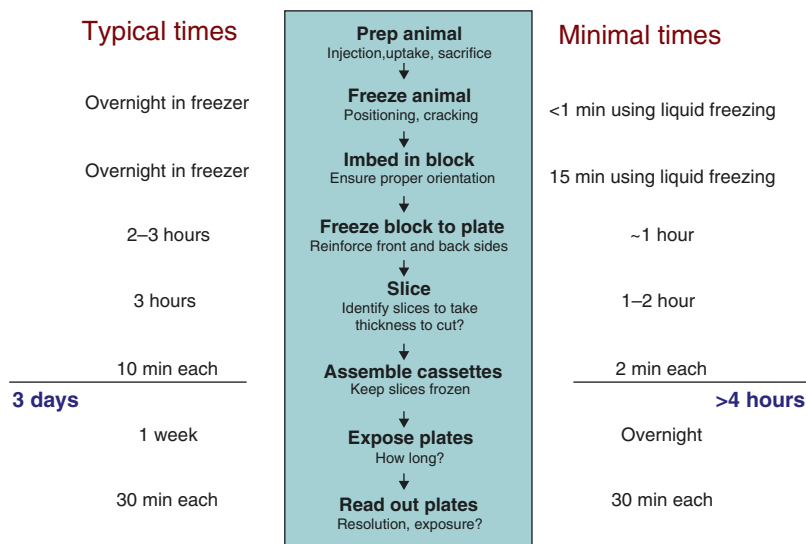 Typical times
Prep animal
Injection,uptake, sacrifice
Minimal times
Overnight in freezer
Freeze animal
Positioning, cracking
<1 min using liquid freezing
Overnight in freezer
Imbed in block
Ensure proper orientation
15 min using liquid freezing
2–3 hours
Freeze block to plate
Reinforce front and back sides
~1 hour
3 hours
Slice
Identify slices to take
thickness to cut?
1–2 hour
10 min each
Assemble cassettes
Keep slices frozen
2 min each
3 days
>4 hours
1 week
Expose plates
How long?
Overnight
30 min each
Read out plates
Resolution, exposure?
30 min each